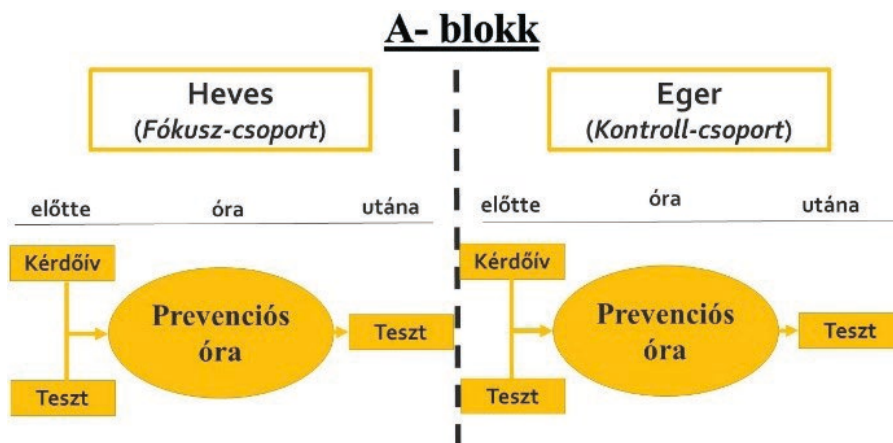 A- blokk
Heves
(Fókusz-csoport)
előtte óra utána
Kérdőív
Prevenciós
óra
Teszt
Teszt
Eger
(Kontroll-csoport)
előtte óra utána
Kérdőív
Prevenciós
óra
Teszt
Teszt